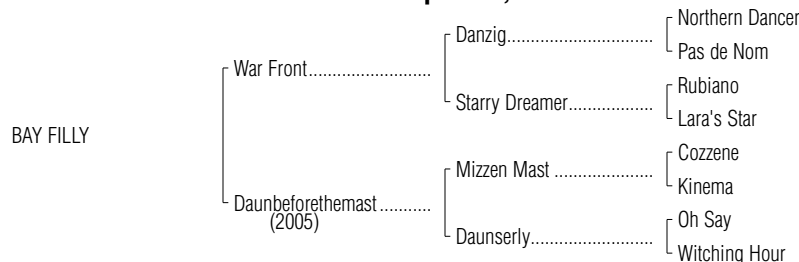 Northern Dancer
Danzig
Pas de Nom
War Front
Rubiano
Starry Dreamer
Lara's Star
BAY FILLY
Cozzene
Mizzen Mast
Kinema
Daunbeforethemast
(2005)
Oh Say
Daunserly
Witching Hour